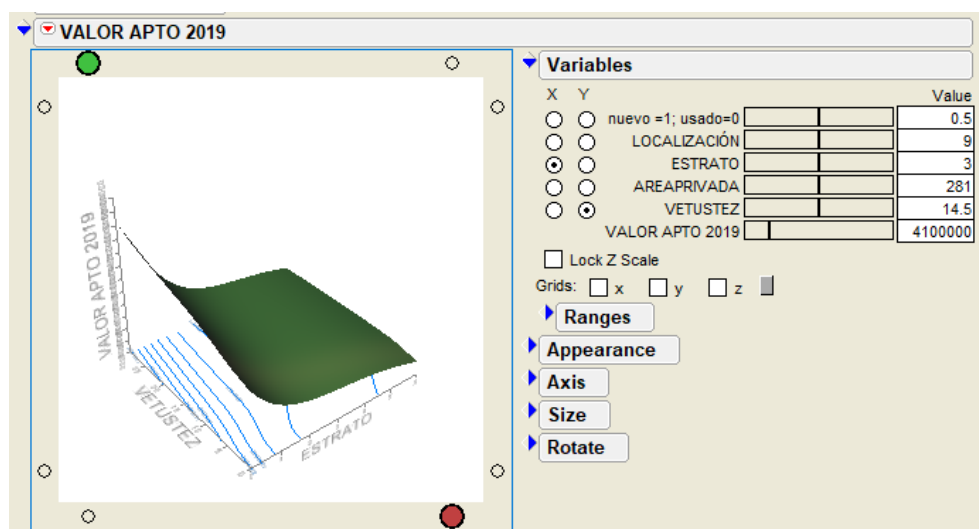 VALOR APTO 2019
Variables
X Y Value
nuevo =1; usado=0 0.5
LOCALIZACIÓN 9
ESTRATO 3
AREAPRIVADA 281
VETUSTEZ 14.5
VALOR APTO 2019 4100000
Lock Z Scale
Grids: x y z
Ranges
Appearance
Axis
Size
Rotate
VALOR APTO 2019
VETUSTEZ
ESTRATO